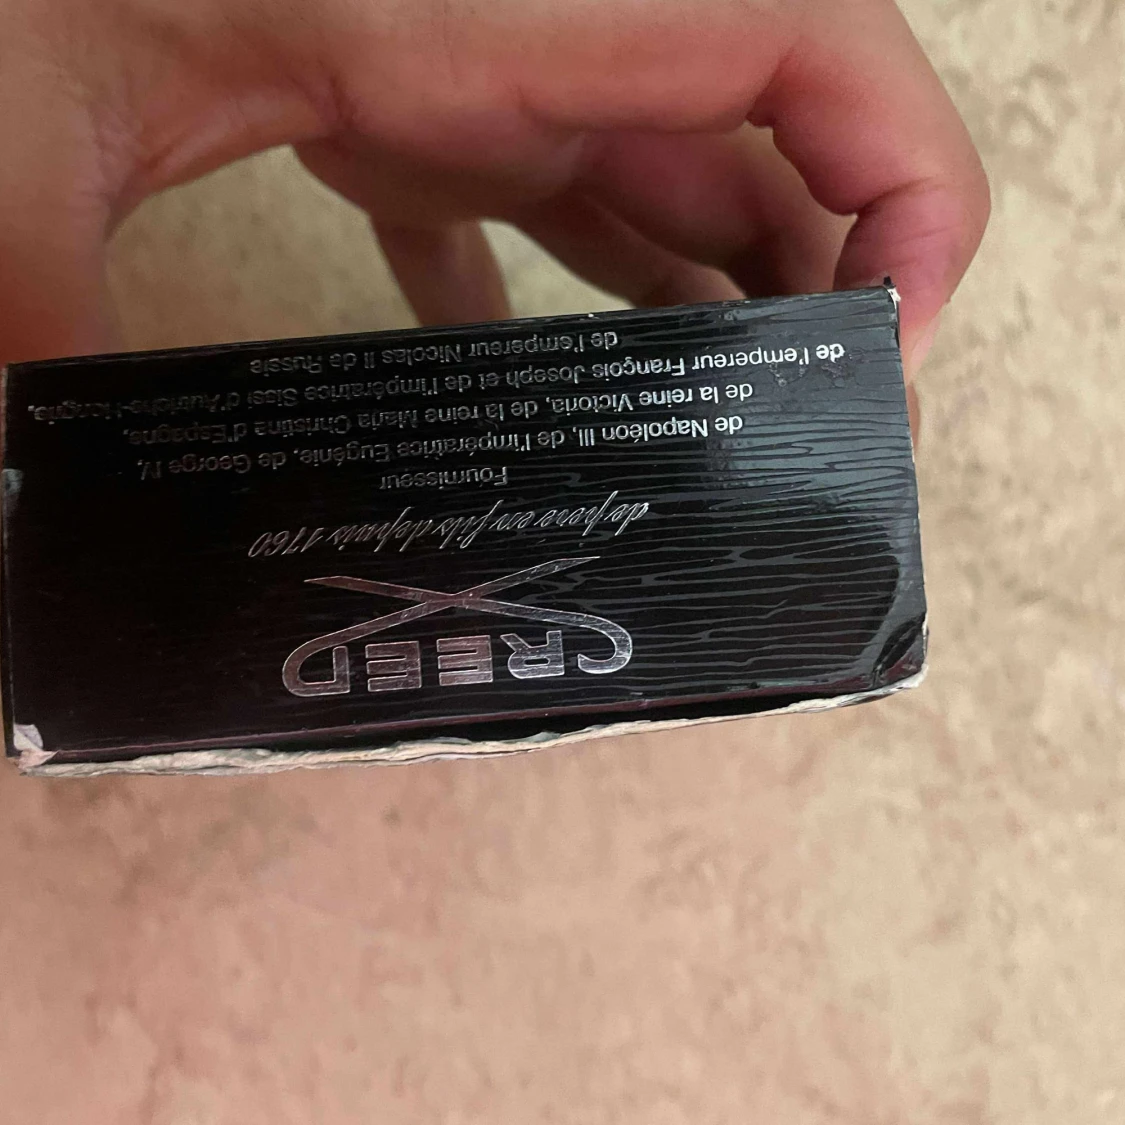 CREED
de père en fils depuis 1760
Fournisseur
de Napoléon III, de l'impératrice Eugénie, de George IV,
de la reine Victoria, de la reine Maria Christina d'Espagne,
de l'empereur François Joseph et de l'impératrice Sissi d'Autriche-Hongrie,
de l'empereur Nicolas II de Russie